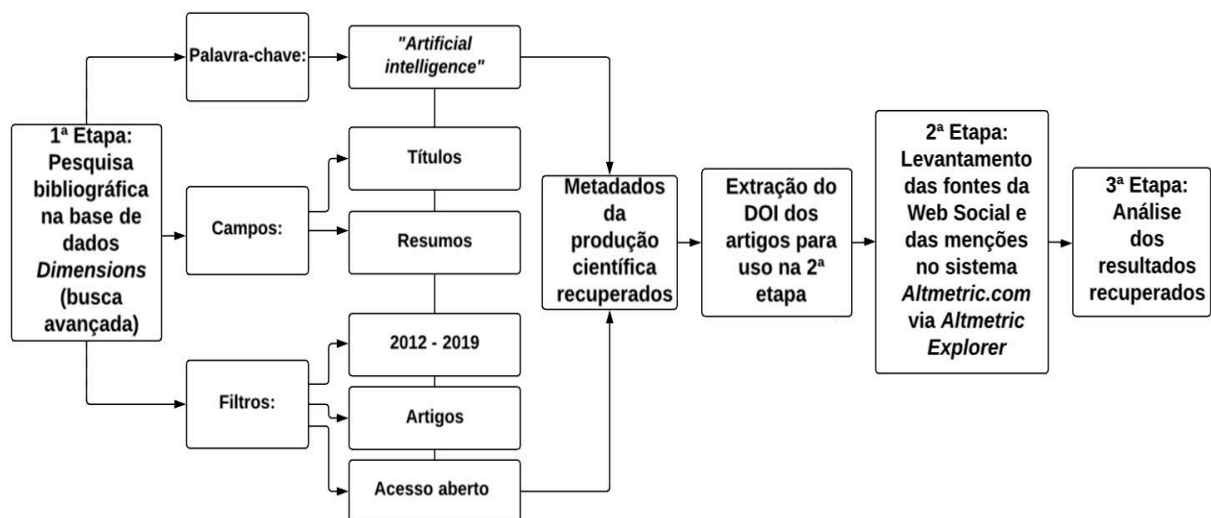 1ª Etapa:
Pesquisa
bibliográfica
na base de
dados
Dimensions
(busca
avançada)
Palavra-chave:
"Artificial
intelligence"
Campos:
Títulos
Resumos
Filtros:
2012 - 2019
Artigos
Acesso aberto
Metadados
da
produção
científica
recuperados
Extração do
DOI dos
artigos para
uso na 2ª
etapa
2ª Etapa:
Levantamento
das fontes da
Web Social e
das menções
no sistema
Altmetric.com
via Altmetric
Explorer
3ª Etapa:
Análise
dos
resultados
recuperados